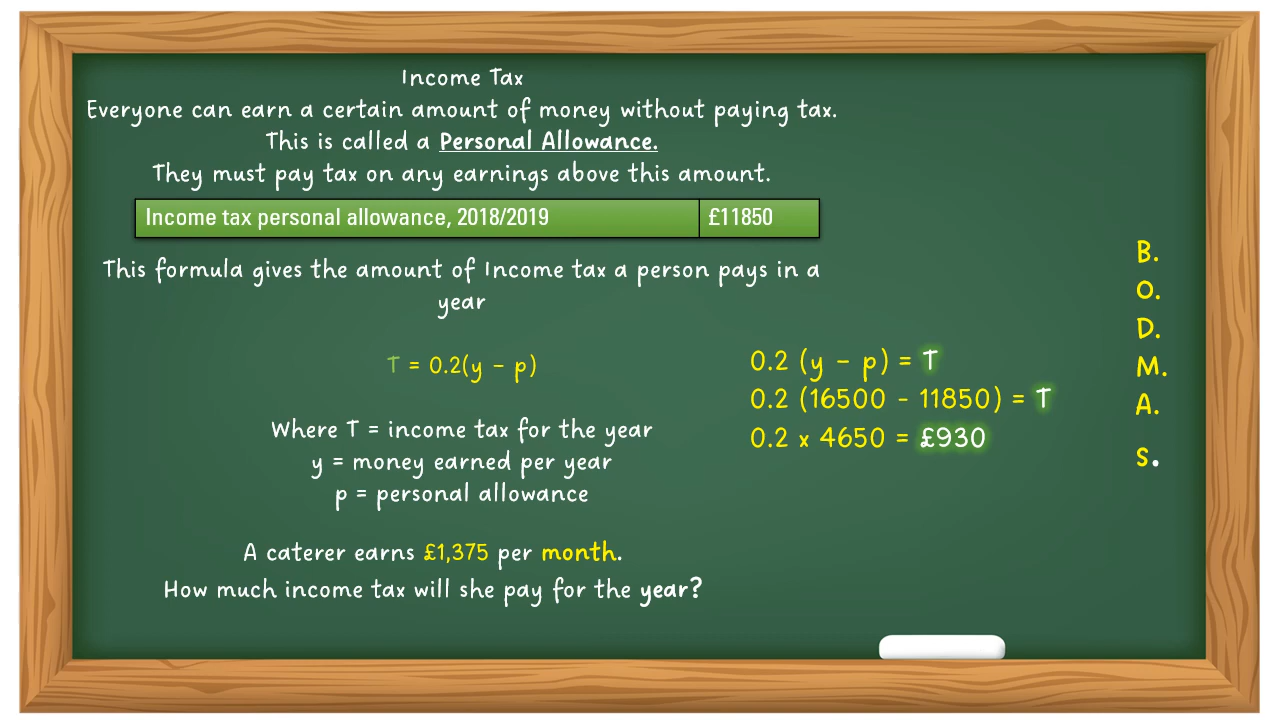 Income Tax
Everyone can earn a certain amount of money without paying tax.
This is called a Personal Allowance.
They must pay tax on any earnings above this amount.
Income tax personal allowance, 2018/2019 £11850
This formula gives the amount of Income tax a person pays in a
year
T = 0.2(y - p)
Where T = income tax for the year
y = money earned per year
p = personal allowance
A caterer earns £1,375 per month.
How much income tax will she pay for the year?
0.2 (y - p) = T
0.2 (16500 - 11850) = T
0.2 x 4650 = £930
B.
O.
D.
M.
A.
S.